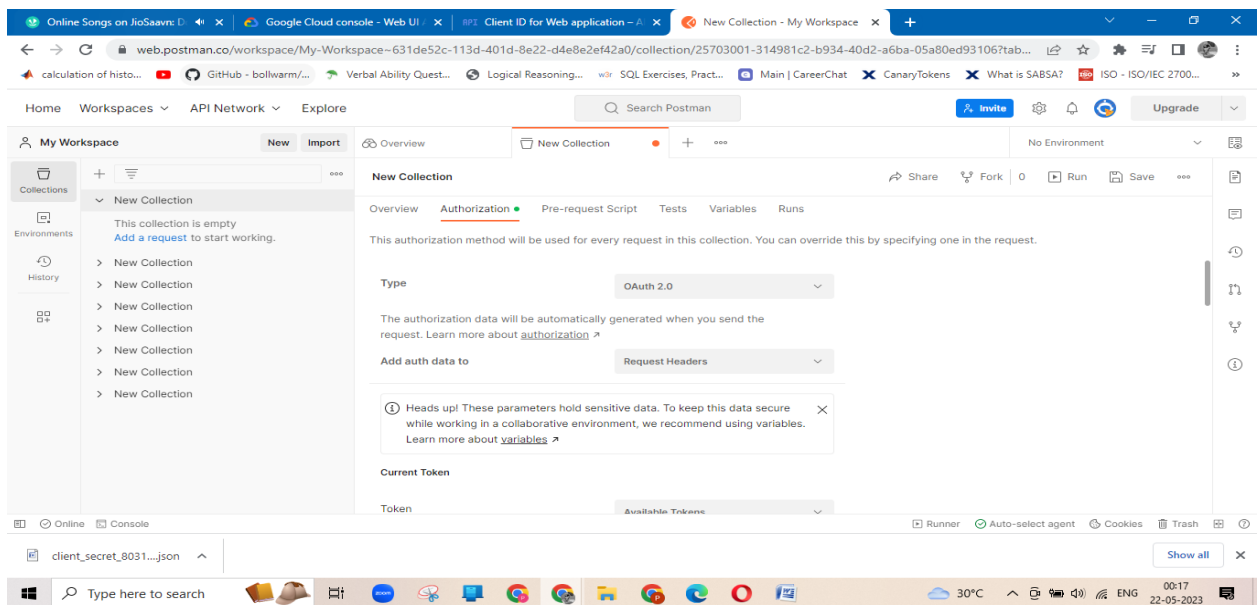 Online Songs on JioSaavn: D
Google Cloud console - Web UI /
API Client ID for Web application – A
New Collection - My Workspace
web.postman.co/workspace/My-Workspace~631de52c-113d-401d-8e22-d4e8e2ef42a0/collection/25703001-314981c2-b934-40d2-a6ba-05a80ed93106?tab...
calculation of histo...
GitHub - bollwarm/...
Verbal Ability Quest...
Logical Reasoning...
w3r SQL Exercises, Pract...
Main | CareerChat
CanaryTokens
What is SABSA?
ISO ISO - ISO/IEC 2700...
Home Workspaces API Network Explore
Search Postman
Invite
Upgrade
My Workspace
New Import
Overview
New Collection
No Environment
Collections
Environments
History
New Collection
This collection is empty
Add a request to start working.
New Collection
New Collection
New Collection
New Collection
New Collection
New Collection
New Collection
New Collection
Share Fork 0 Run Save
Overview Authorization Pre-request Script Tests Variables Runs
This authorization method will be used for every request in this collection. You can override this by specifying one in the request.
Type
OAuth 2.0
The authorization data will be automatically generated when you send the
request. Learn more about authorization
Add auth data to
Request Headers
Heads up! These parameters hold sensitive data. To keep this data secure
while working in a collaborative environment, we recommend using variables.
Learn more about variables
Current Token
Token
Available Tokens
Online Console
Runner Auto-select agent Cookies Trash
client_secret_8031....json
Show all
Type here to search
zoom
30°C
ENG
00:17
22-05-2023